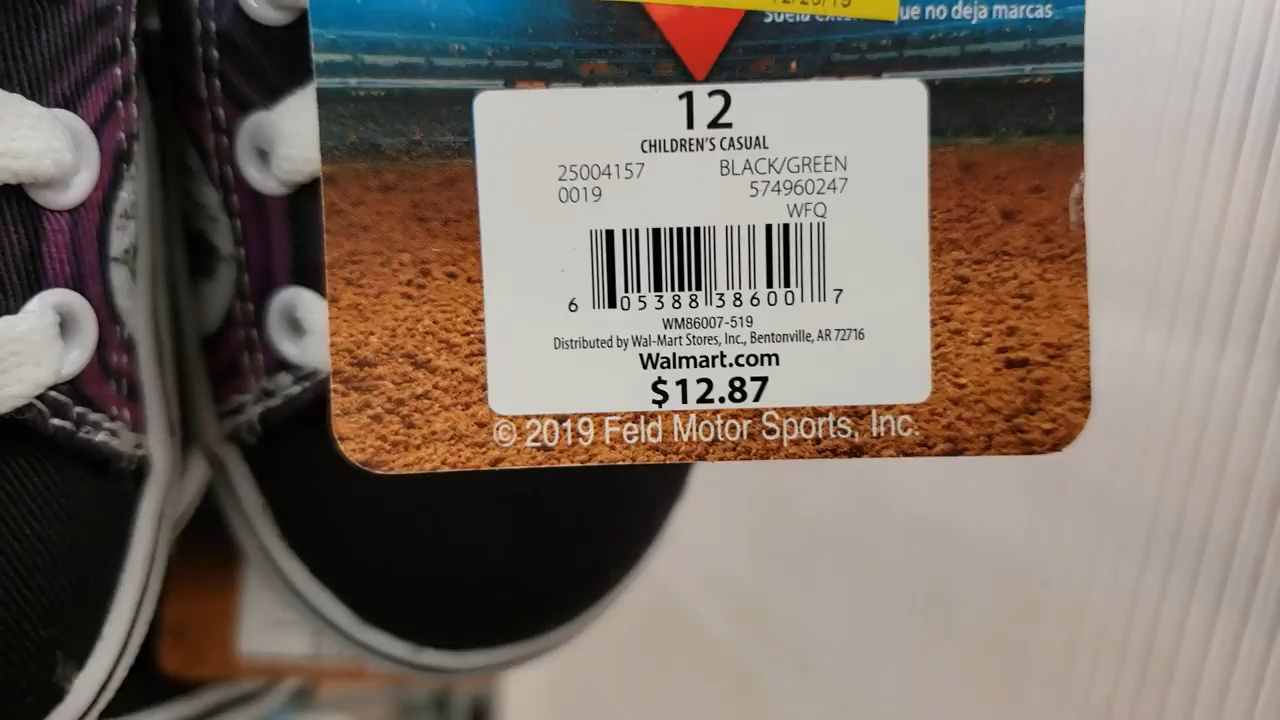 ue no deja marcas
12
CHILDREN'S CASUAL
25004157 BLACK/GREEN
0019 574960247
WFQ
6 05388 38600 7
WM86007-519
Distributed by Wal-Mart Stores, Inc., Bentonville, AR 72716
Walmart.com
$12.87
© 2019 Feld Motor Sports, Inc.